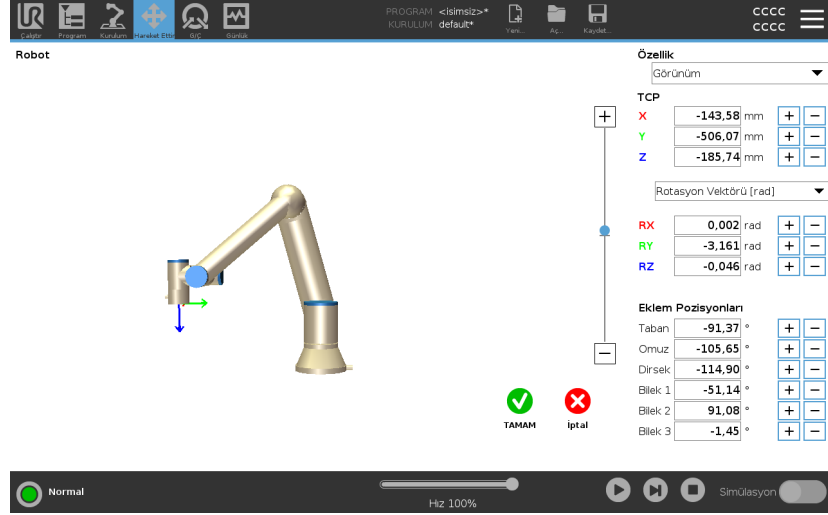 PROGRAM <isimsiz>*
KURULUM default*
cccc
cccc
Çalıştır Program Kurulum Hareket Ettir G/Ç Günlük Yeni... Aç... Kaydet...
Robot
Özellik
Görünüm
TCP
X -143,58 mm + −
Y -506,07 mm + −
Z -185,74 mm + −
Rotasyon Vektörü [rad]
RX 0,002 rad + −
RY -3,161 rad + −
RZ -0,046 rad + −
Eklem Pozisyonları
Taban -91,37 ° + −
Omuz -105,65 ° + −
Dirsek -114,90 ° + −
Bilek 1 -51,14 ° + −
Bilek 2 91,08 ° + −
Bilek 3 -1,45 ° + −
TAMAM İptal
Normal
Hız 100%
Simülasyon